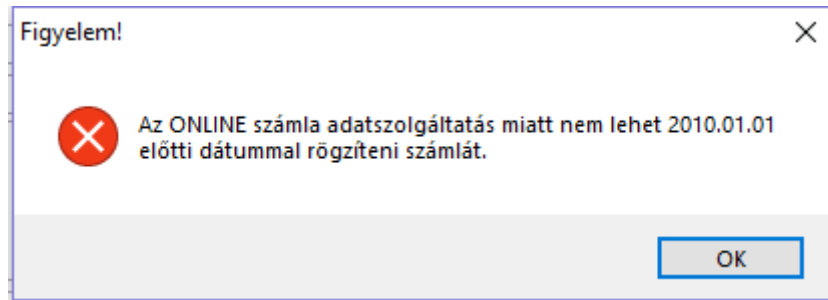 Figyelem!
Az ONLINE számla adatszolgáltatás miatt nem lehet 2010.01.01
előtti dátummal rögzíteni számlát.
OK